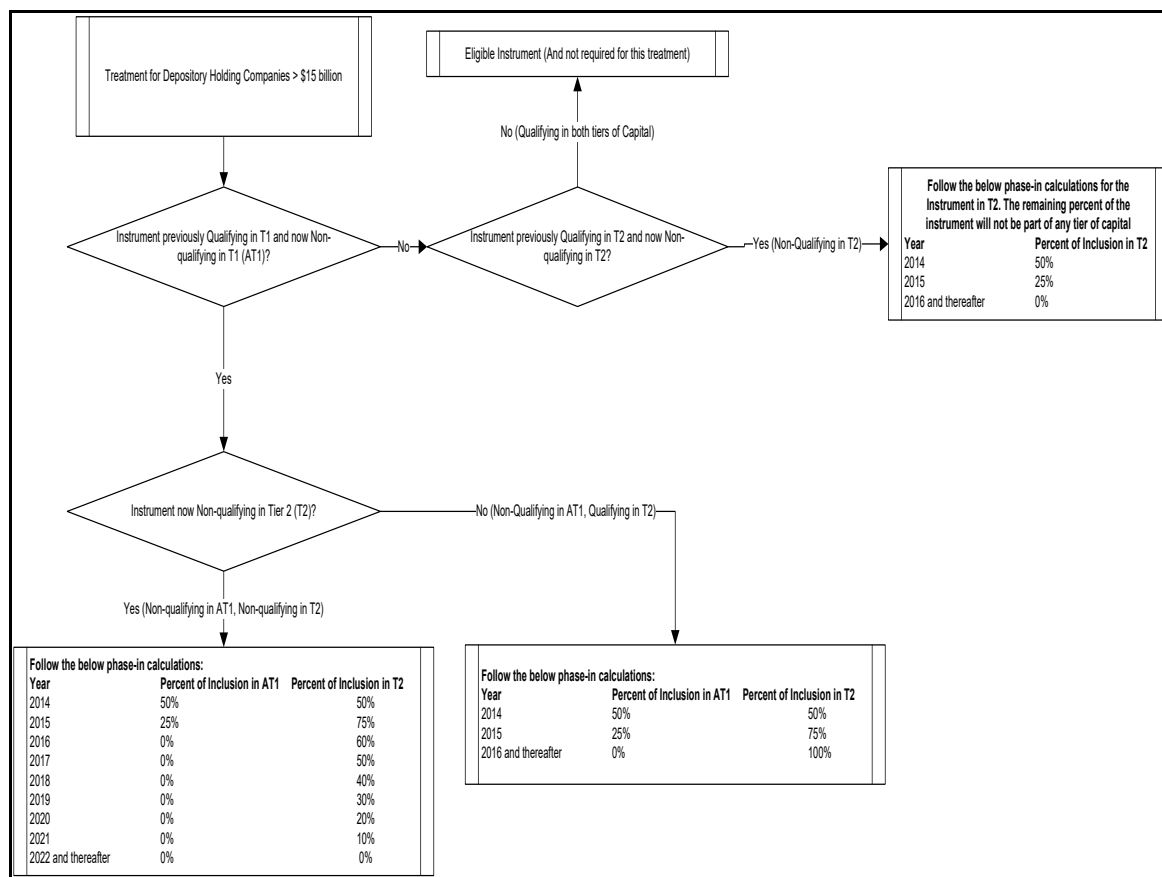 Treatment for Depository Holding Companies > $15 billion
Eligible Instrument (And not required for this treatment)
No (Qualifying in both tiers of Capital)
Instrument previously Qualifying in T1 and now Non-
qualifying in T1 (AT1)?
No
Instrument previously Qualifying in T2 and now Non-
qualifying in T2?
Yes (Non-Qualifying in T2)
Follow the below phase-in calculations for the
Instrument in T2. The remaining percent of the
instrument will not be part of any tier of capital
Year Percent of Inclusion in T2
2014 50%
2015 25%
2016 and thereafter 0%
Yes
Instrument now Non-qualifying in Tier 2 (T2)?
No (Non-Qualifying in AT1, Qualifying in T2)
Yes (Non-qualifying in AT1, Non-qualifying in T2)
Follow the below phase-in calculations:
Year Percent of Inclusion in AT1 Percent of Inclusion in T2
2014 50% 50%
2015 25% 75%
2016 0% 60%
2017 0% 50%
2018 0% 40%
2019 0% 30%
2020 0% 20%
2021 0% 10%
2022 and thereafter 0% 0%
Follow the below phase-in calculations:
Year Percent of Inclusion in AT1 Percent of Inclusion in T2
2014 50% 50%
2015 25% 75%
2016 and thereafter 0% 100%